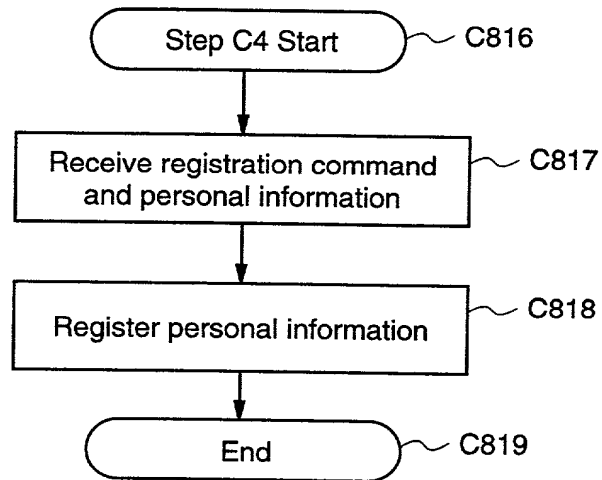 Step C4 Start
C816
Receive registration command
and personal information
C817
Register personal information
C818
End
C819